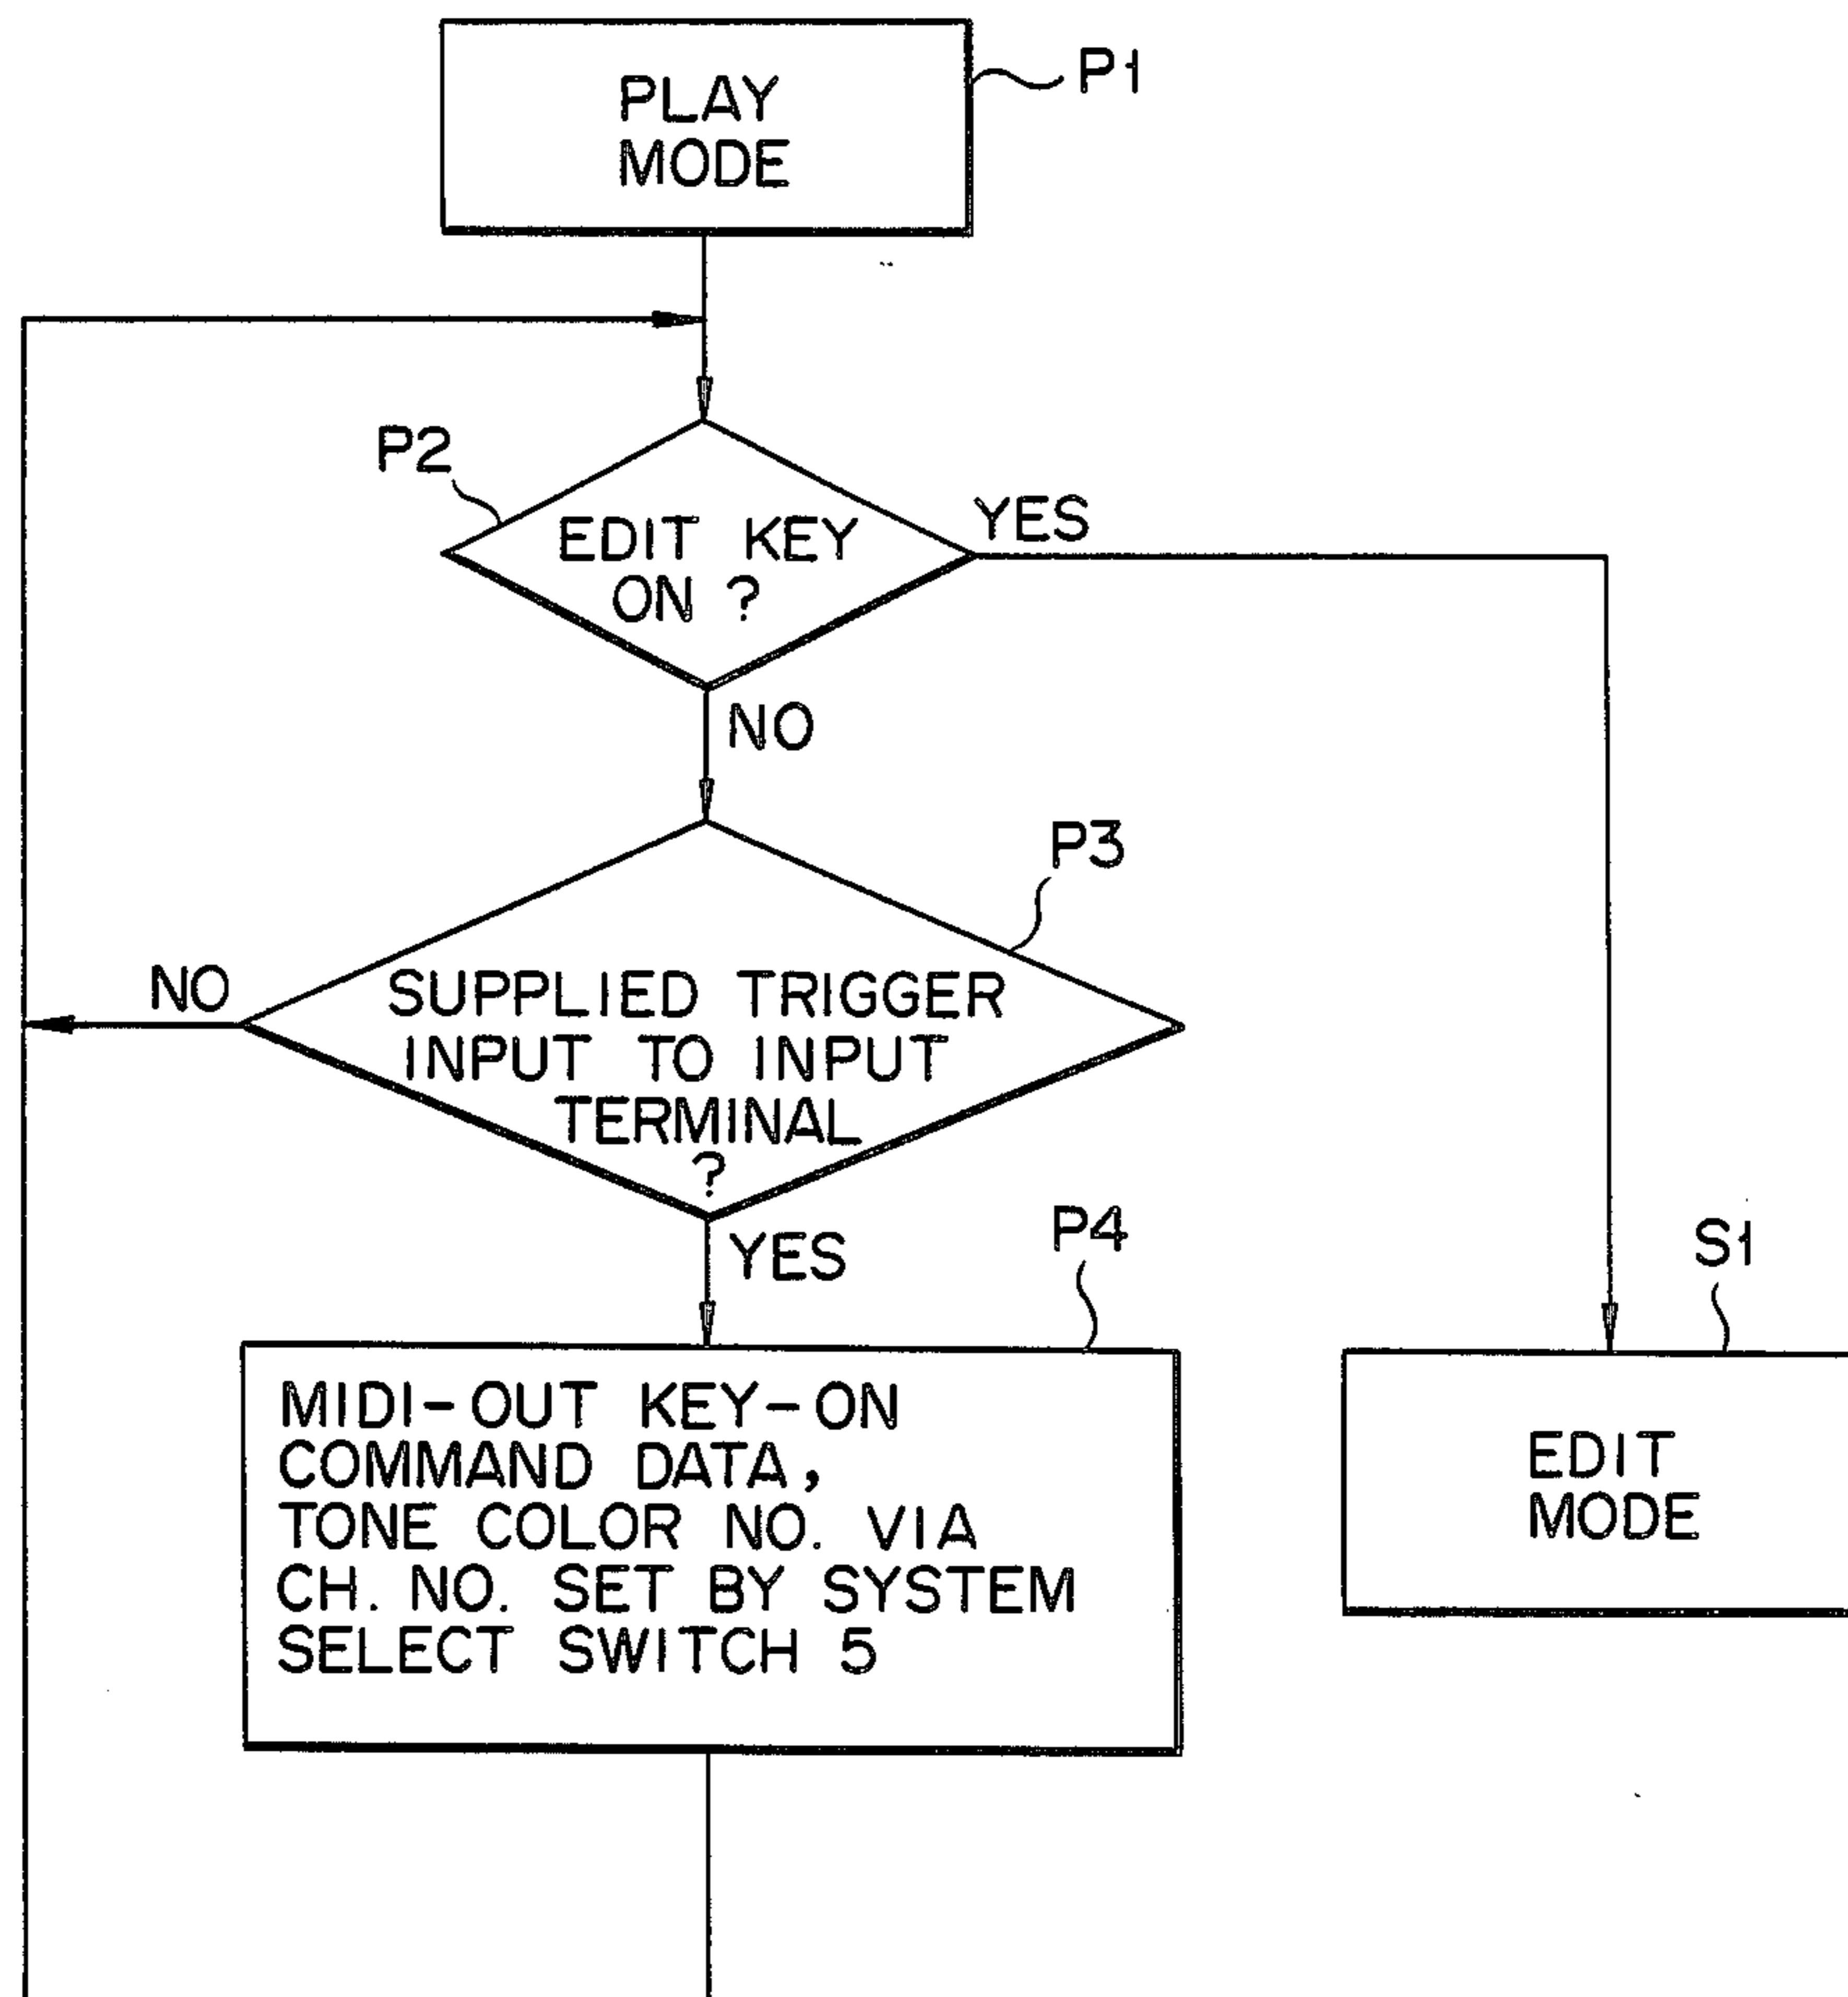 PLAY
MODE
P1
P2
EDIT KEY
ON ?
YES
NO
P3
NO
SUPPLIED TRIGGER
INPUT TO INPUT
TERMINAL
?
YES
P4
S1
MIDI-OUT KEY-ON
COMMAND DATA,
TONE COLOR NO. VIA
CH. NO. SET BY SYSTEM
SELECT SWITCH 5
EDIT
MODE